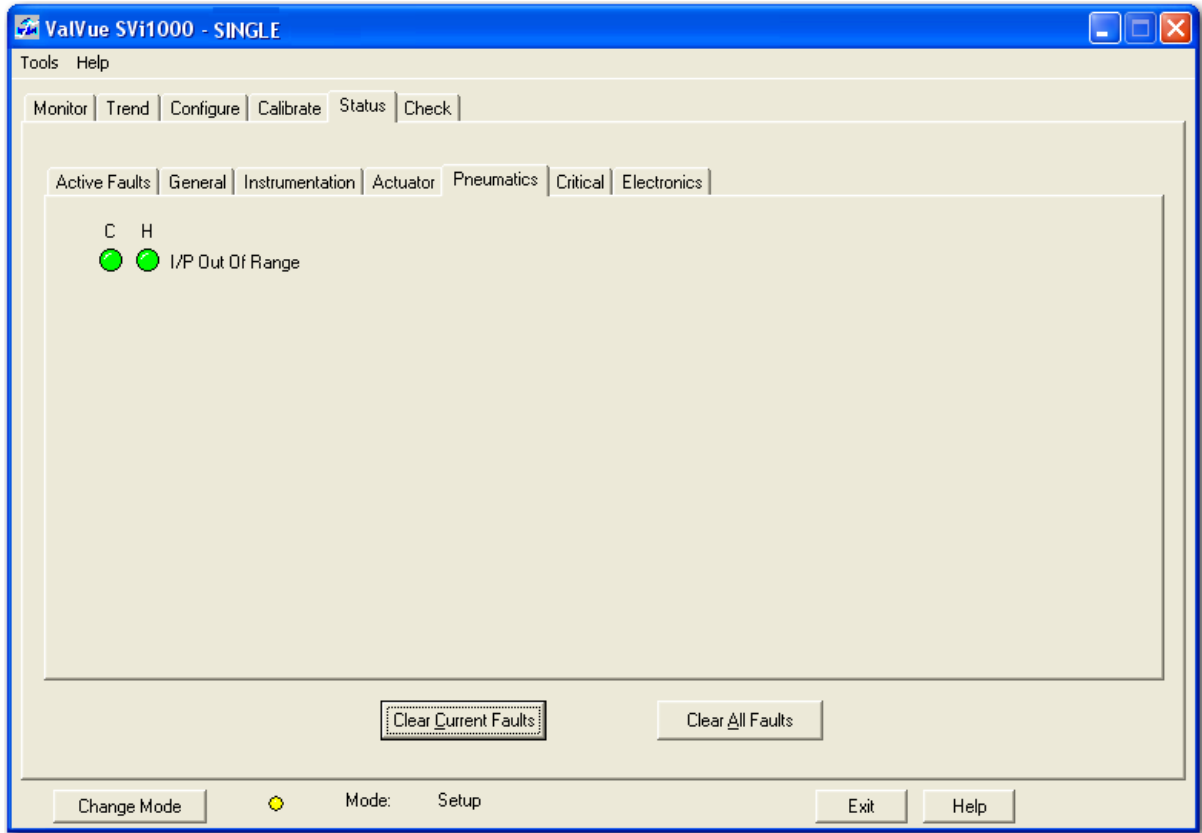 ValVue SVi1000 - SINGLE
Tools Help
Monitor Trend Configure Calibrate Status Check
Active Faults General Instrumentation Actuator Pneumatics Critical Electronics
C H
I/P Out Of Range
Clear Current Faults Clear All Faults
Change Mode Mode: Setup Exit Help